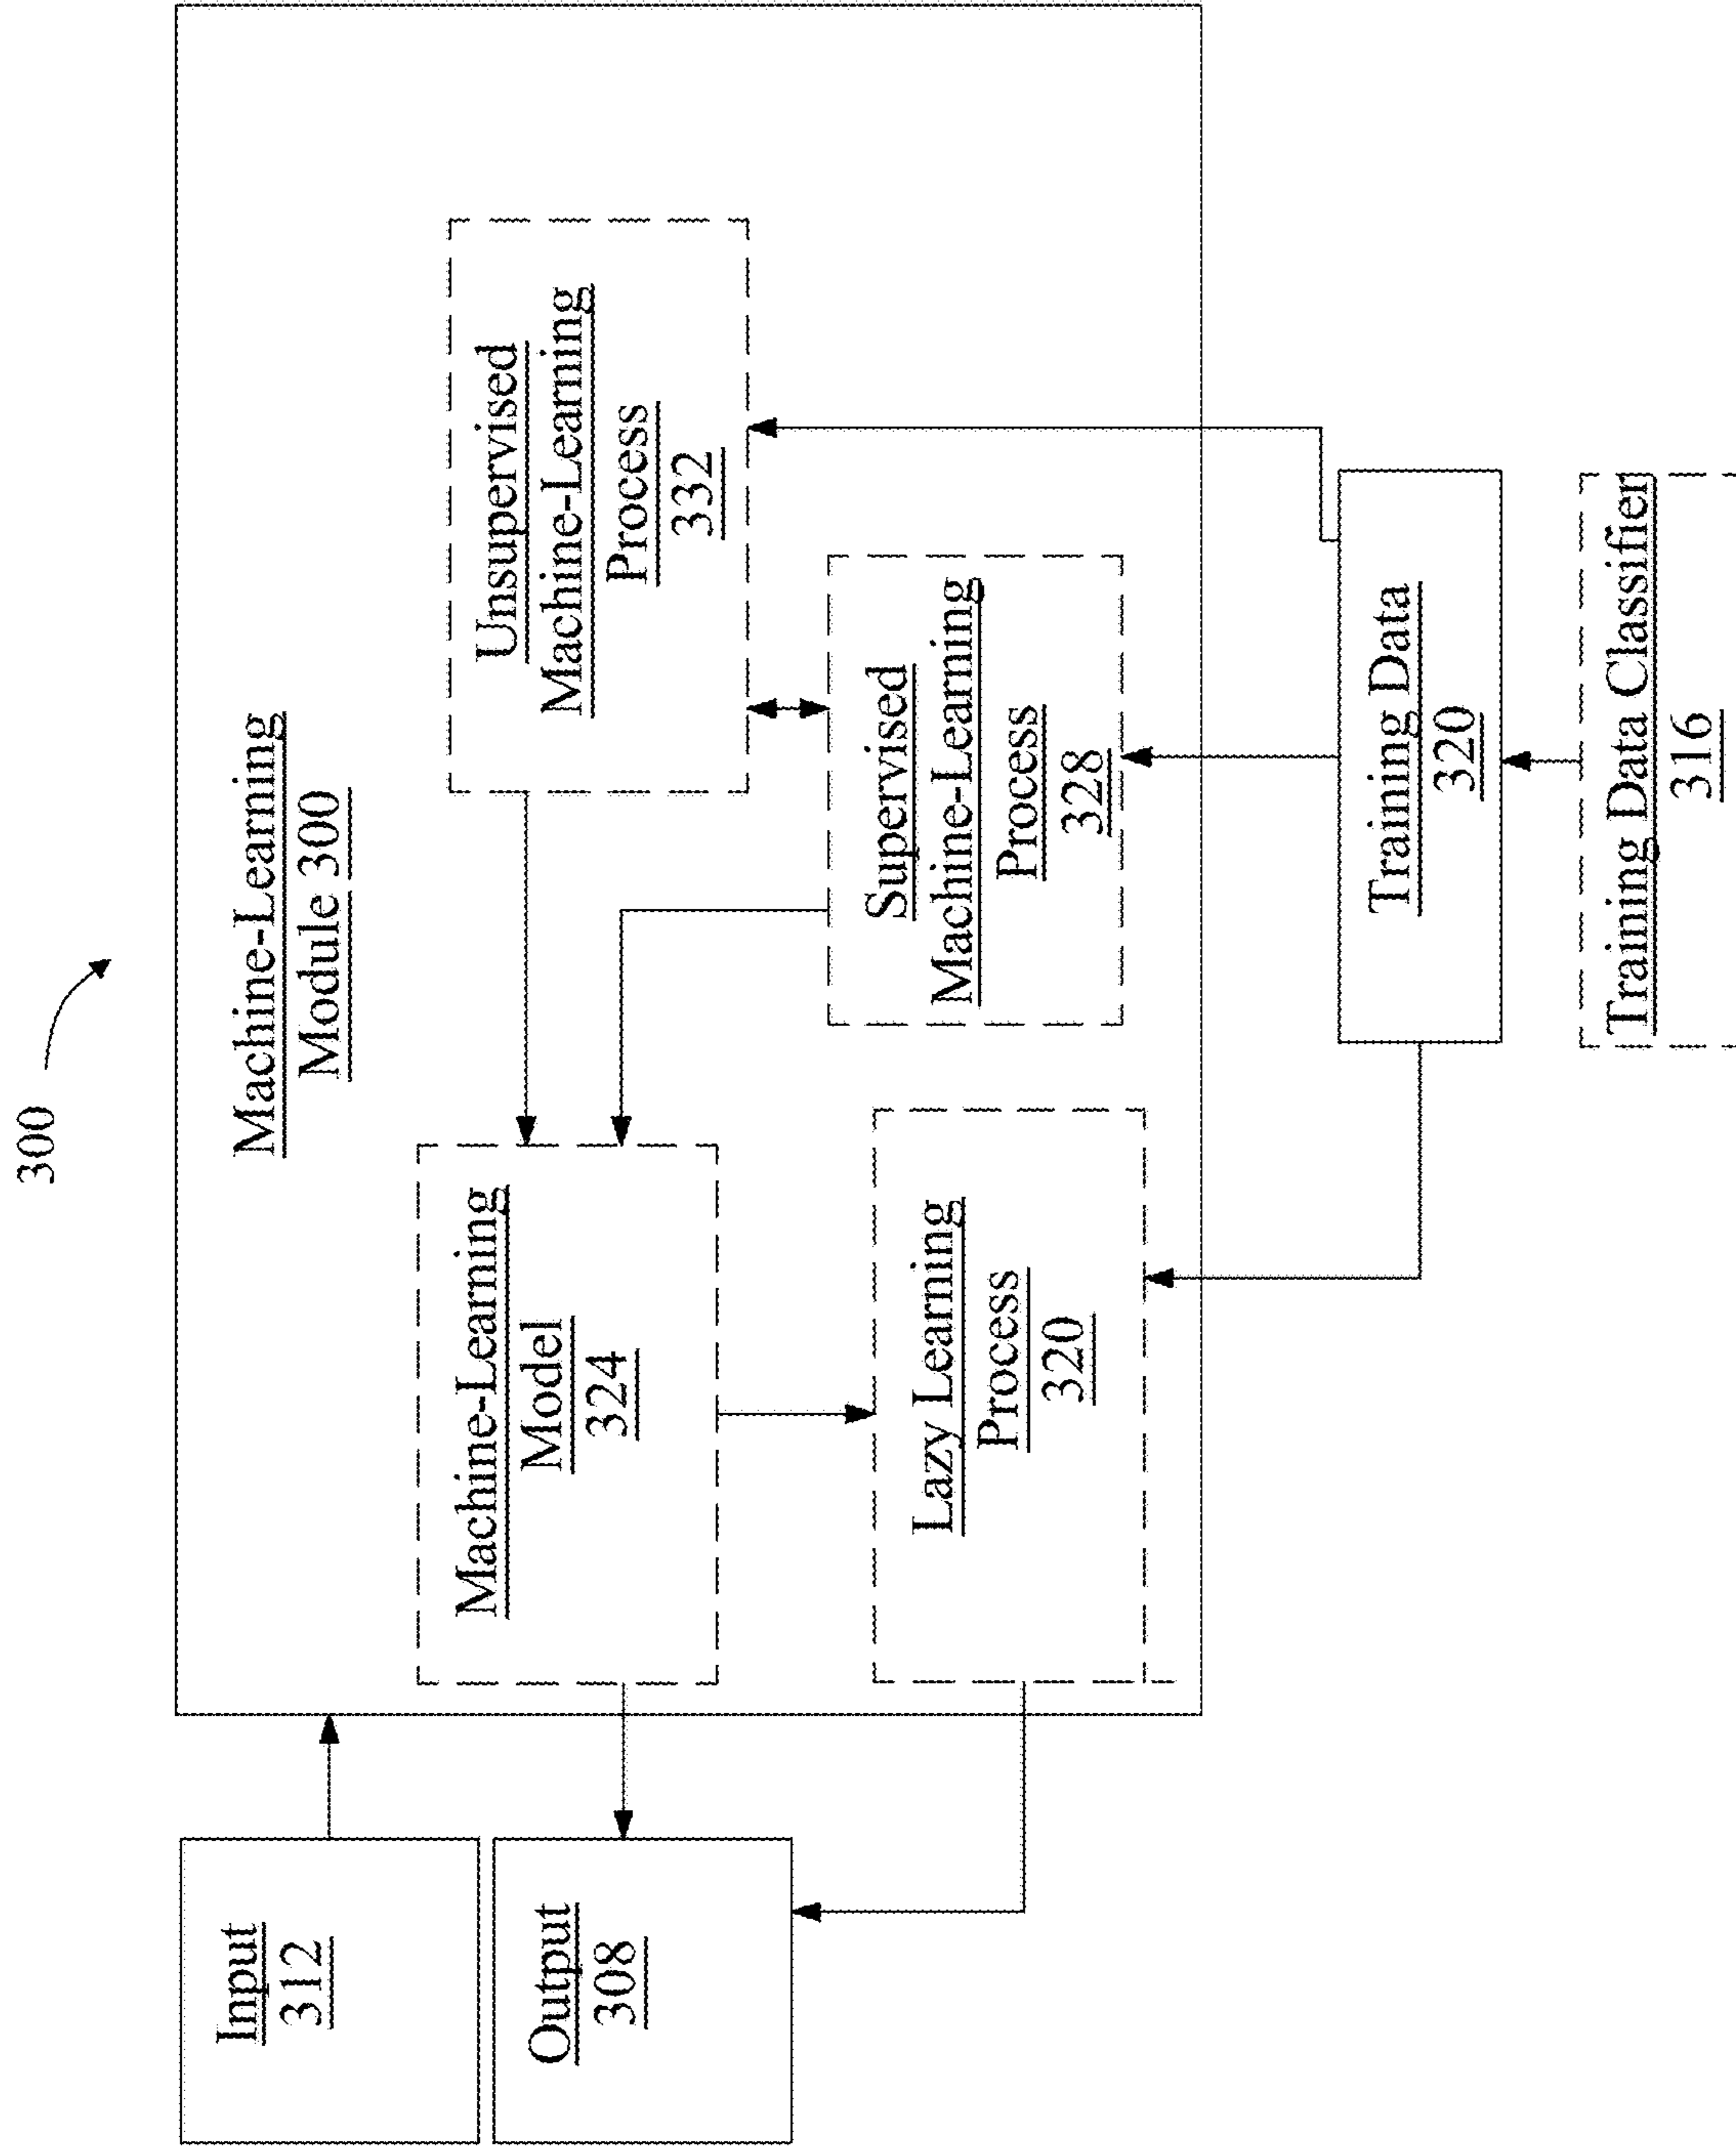 300
Machine-Learning
Module 300
Input
312
Output
308
Machine-Learning
Model
324
Unsupervised
Machine-Learning
Process
332
Lazy Learning
Process
320
Supervised
Machine-Learning
Process
328
Training Data
320
Training Data Classifier
316